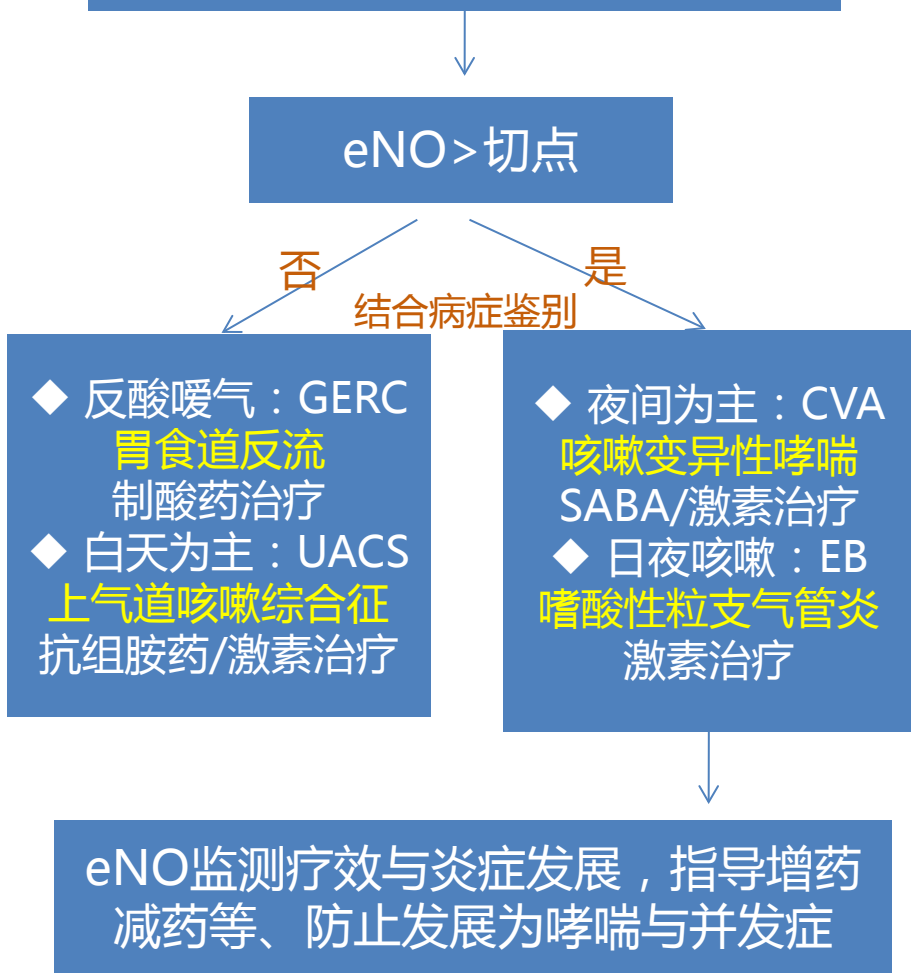 eNO>切点
否
是
结合病症鉴别
◆ 反酸嗳气：GERC
胃食道反流
制酸药治疗
◆ 白天为主：UACS
上气道咳嗽综合征
抗组胺药/激素治疗
◆ 夜间为主：CVA
咳嗽变异性哮喘
SABA/激素治疗
◆ 日夜咳嗽：EB
嗜酸性粒支气管炎
激素治疗
eNO监测疗效与炎症发展，指导增药
减药等、防止发展为哮喘与并发症